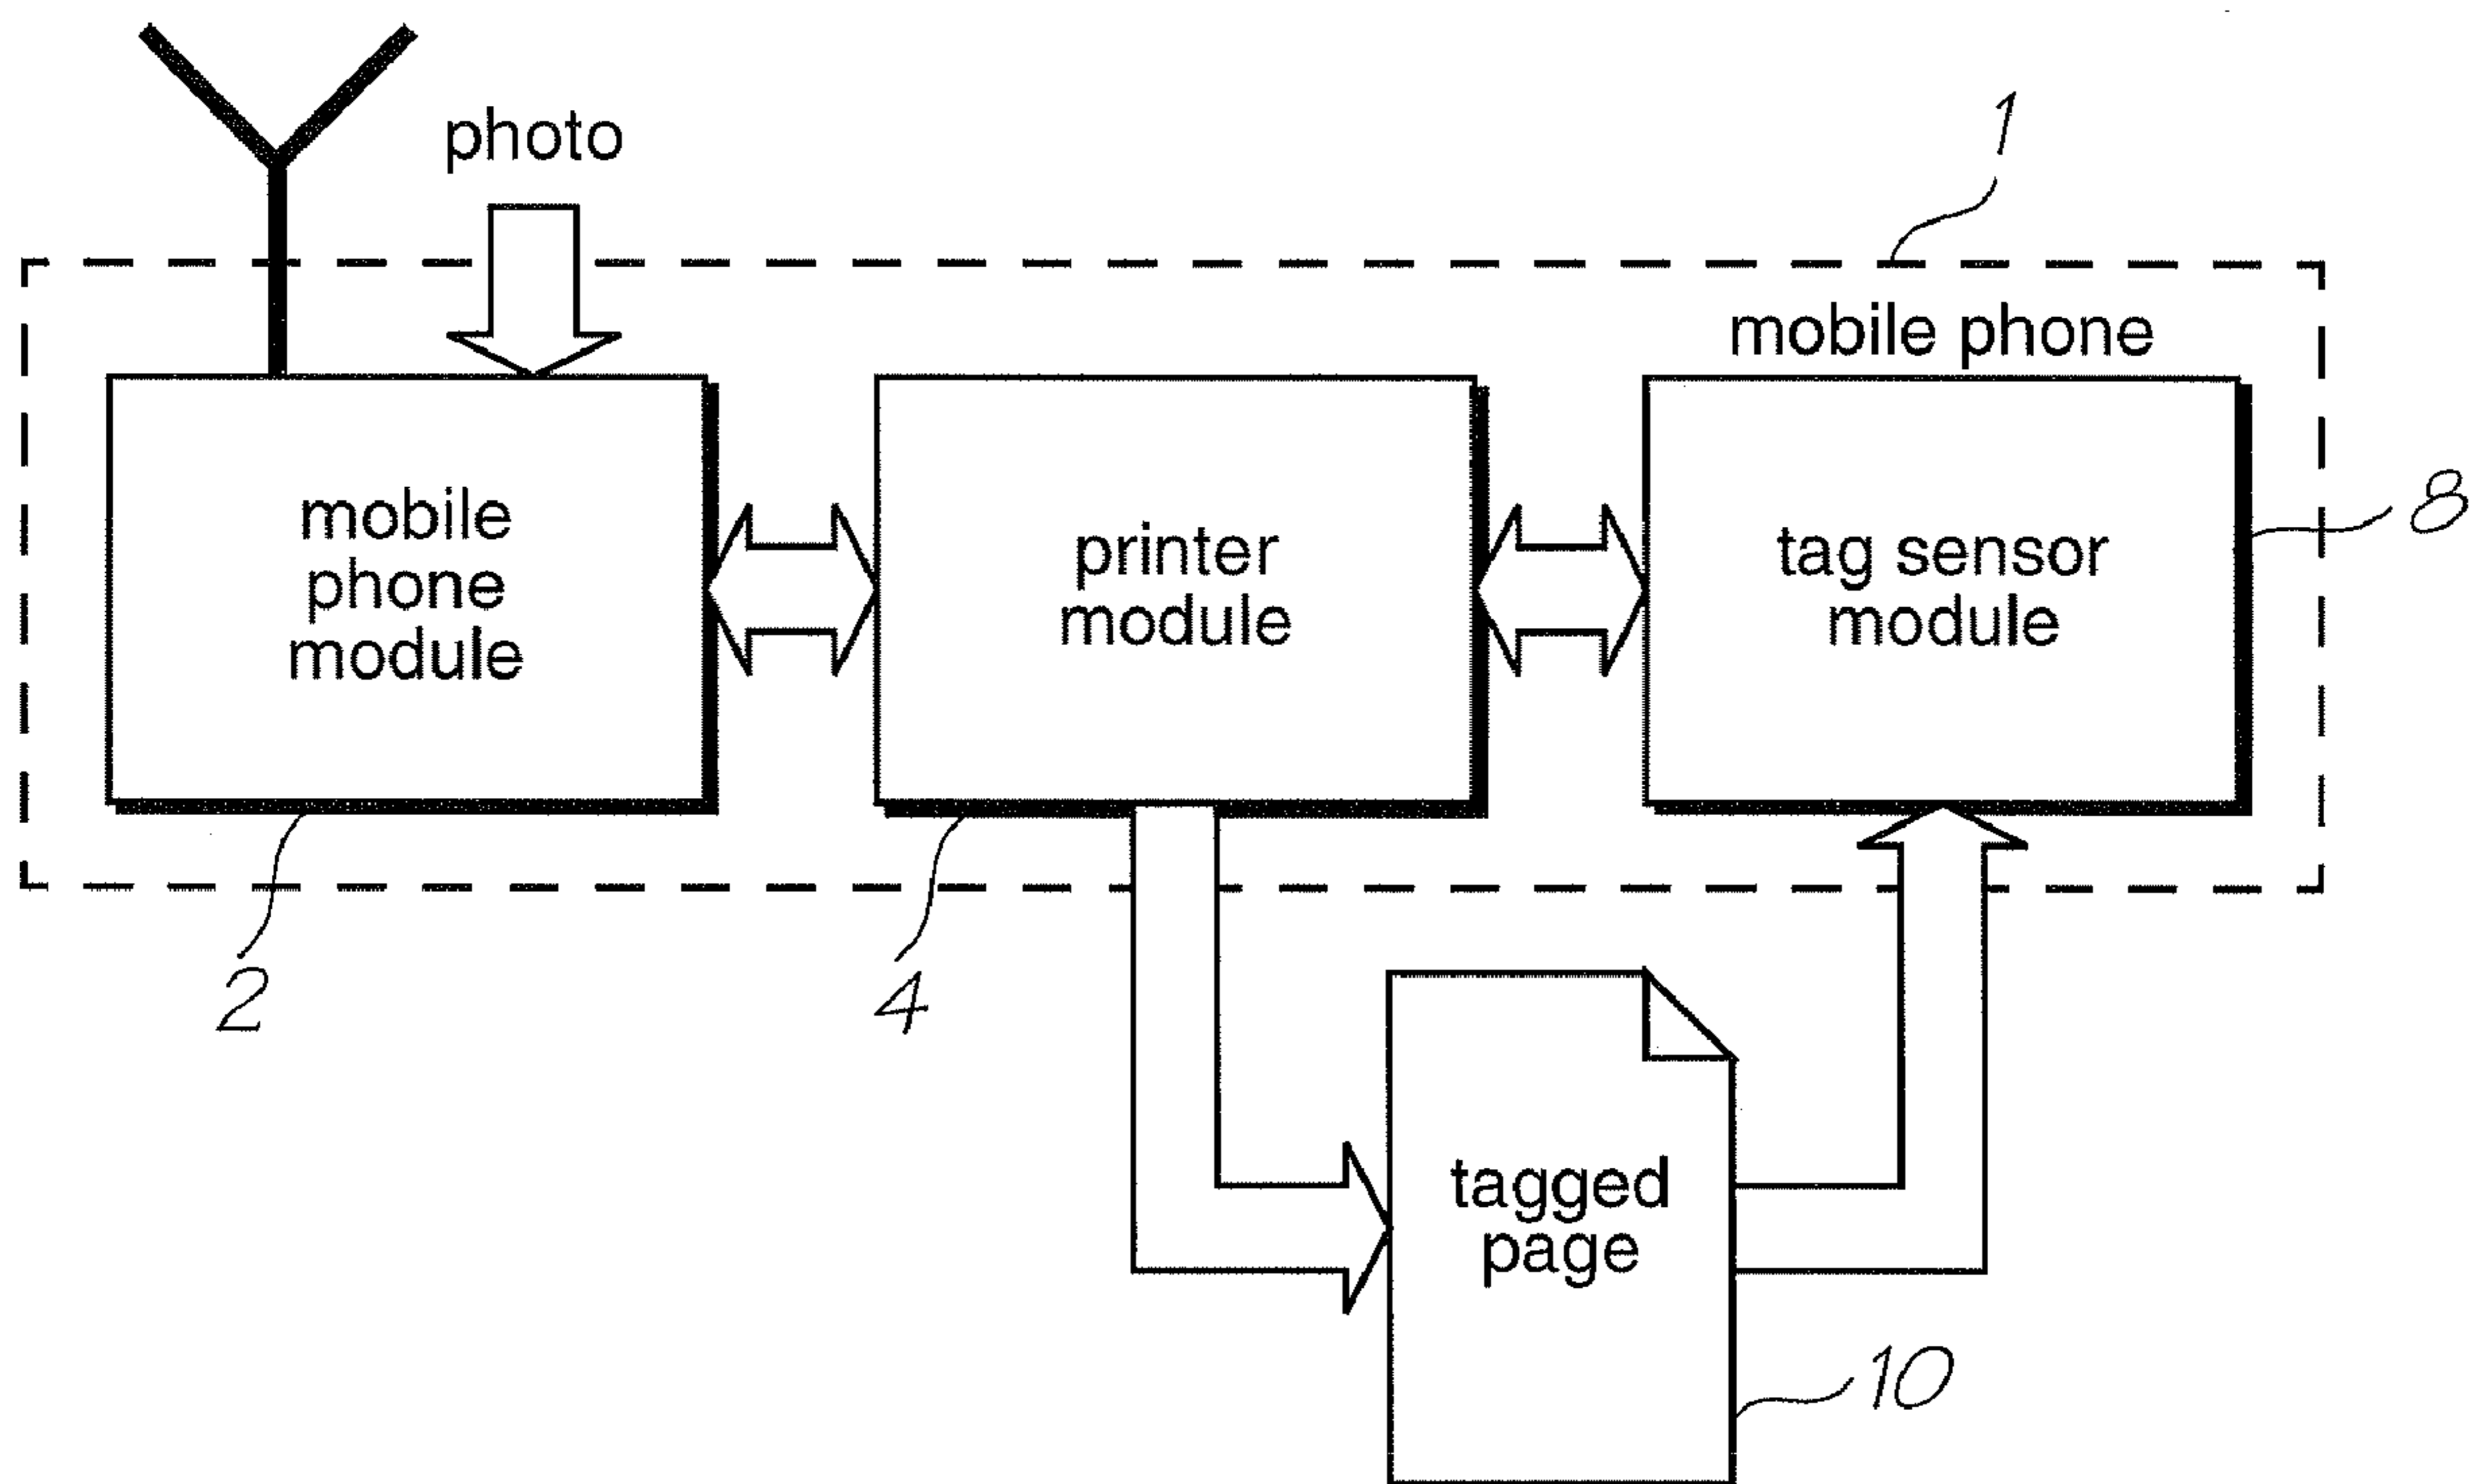 photo
1
mobile phone
mobile
phone
module
printer
module
tag sensor
module
8
2
4
tagged
page
10